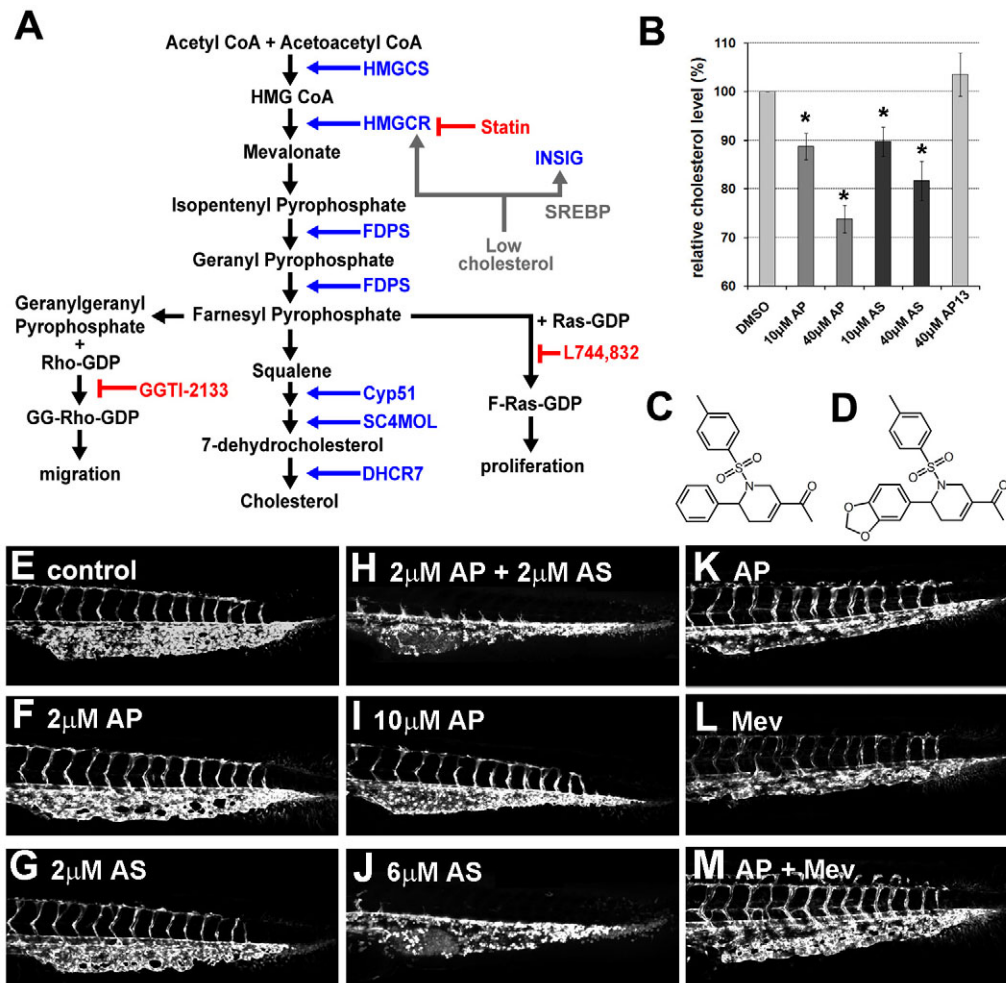 A
Acetyl CoA + Acetoacetyl CoA
HMGCS
HMG CoA
HMGCR
Statin
Mevalonate
INSIG
Isopentenyl Pyrophosphate
SREBP
FDPS
Low
cholesterol
Geranyl Pyrophosphate
FDPS
Geranylgeranyl
Pyrophosphate
+
Rho-GDP
Farnesyl Pyrophosphate
+ Ras-GDP
L744,832
GGTI-2133
Squalene
Cyp51
GG-Rho-GDP
SC4MOL
F-Ras-GDP
7-dehydrocholesterol
migration
DHCR7
proliferation
Cholesterol
B
relative cholesterol level (%)
110
100
90
80
70
60
*
*
*
*
DMSO
10µM AP
40µM AP
10µM AS
40µM AS
40µM AP13
C
O
S
O
N
O
D
O
S
O
N
O
O
O
E control
F 2µM AP
G 2µM AS
H 2µM AP + 2µM AS
I 10µM AP
J 6µM AS
K AP
L Mev
M AP + Mev